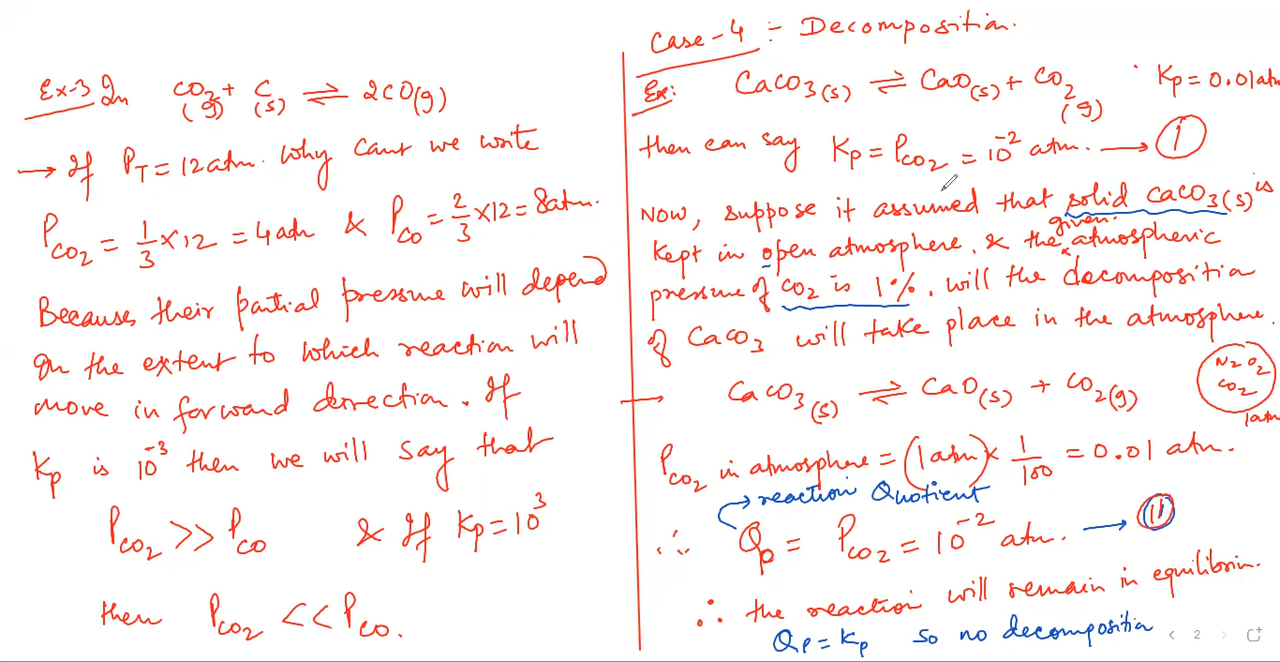 Ex-3 In CO2(g) + C(s) ⇌ 2CO(g)
→ If PT = 12 atm. Why cant we write
PCO2 = 1/3 × 12 = 4 atm & PCO = 2/3 × 12 = 8 atm.
Because their partial pressure will depend
on the extent to which reaction will
move in forward direction. If
Kp is 10^-3 then we will say that
PCO2 >> PCO & If Kp = 10^3
then PCO2 << PCO.
Case-4 :- Decomposition.
Ex: CaCO3(s) ⇌ CaO(s) + CO2(g) Kp = 0.01 atm
then can say Kp = PCO2 = 10^-2 atm. → I
Now, suppose it assumed that solid CaCO3(s) is
kept in open atmosphere. & the given atmospheric
pressure of CO2 is 1%. will the decomposition
of CaCO3 will take place in the atmosphere.
→ CaCO3(s) ⇌ CaO(s) + CO2(g)
N2 O2
CO2
1atm
PCO2 in atmosphere = (1 atm) × 1/100 = 0.01 atm.
→ reaction Quotient
∴ Qp = PCO2 = 10^-2 atm. → II
∴ the reaction will remain in equilibrium.
Qp = Kp so no decomposition
< 2 >